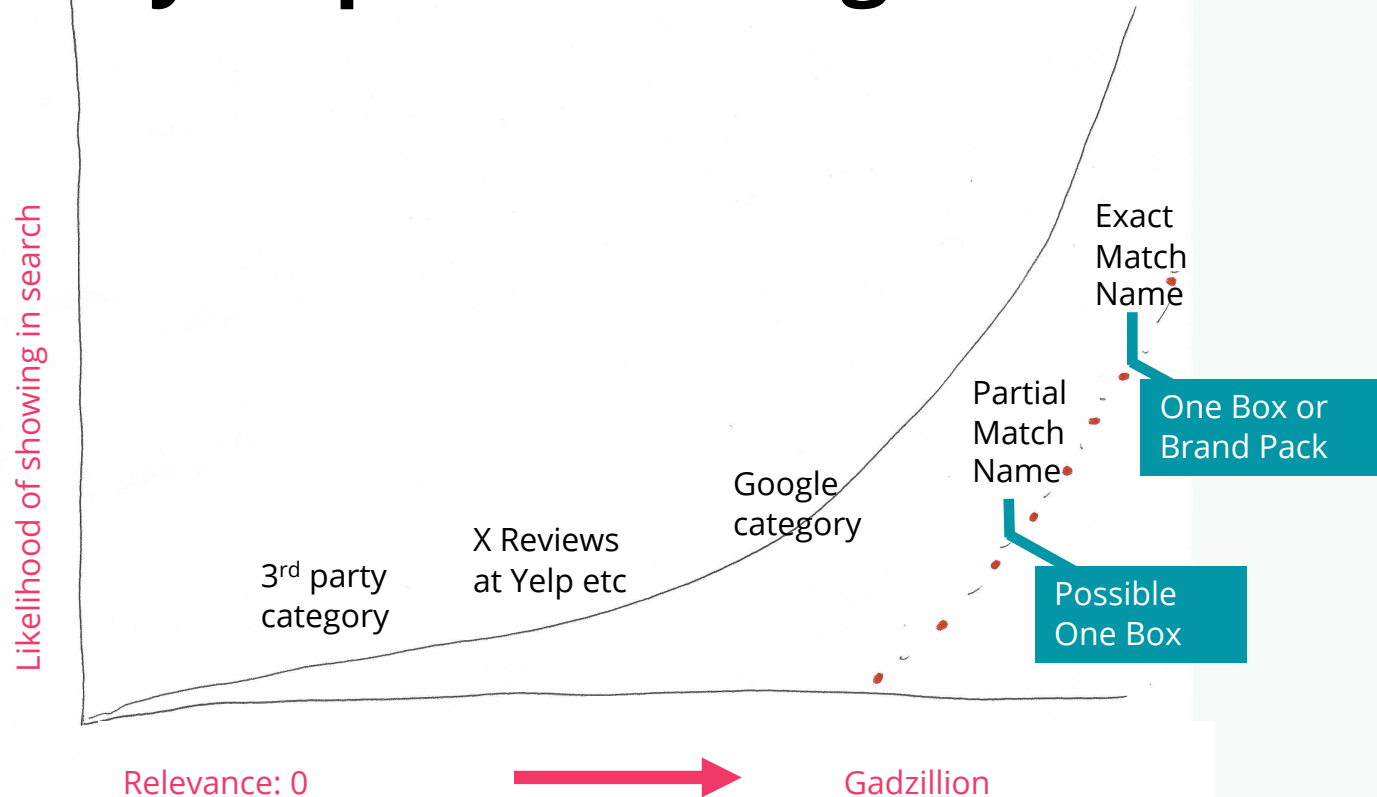 Likelihood of showing in search
Exact
Match
Name
Partial
Match
Name
One Box or
Brand Pack
Google
category
X Reviews
at Yelp etc
3rd party
category
Possible
One Box
Relevance: 0
Gadzillion